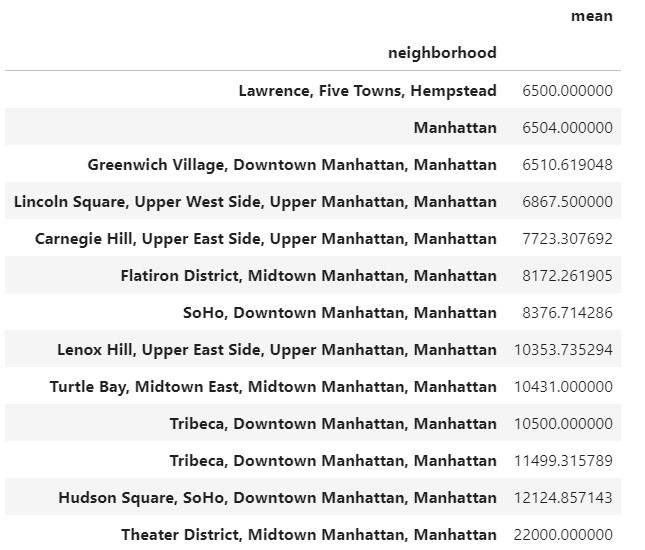 mean
neighborhood
Lawrence, Five Towns, Hempstead 6500.000000
Manhattan 6504.000000
Greenwich Village, Downtown Manhattan, Manhattan 6510.619048
Lincoln Square, Upper West Side, Upper Manhattan, Manhattan 6867.500000
Carnegie Hill, Upper East Side, Upper Manhattan, Manhattan 7723.307692
Flatiron District, Midtown Manhattan, Manhattan 8172.261905
SoHo, Downtown Manhattan, Manhattan 8376.714286
Lenox Hill, Upper East Side, Upper Manhattan, Manhattan 10353.735294
Turtle Bay, Midtown East, Midtown Manhattan, Manhattan 10431.000000
Tribeca, Downtown Manhattan, Manhattan 10500.000000
Tribeca, Downtown Manhattan, Manhattan 11499.315789
Hudson Square, SoHo, Downtown Manhattan, Manhattan 12124.857143
Theater District, Midtown Manhattan, Manhattan 22000.000000